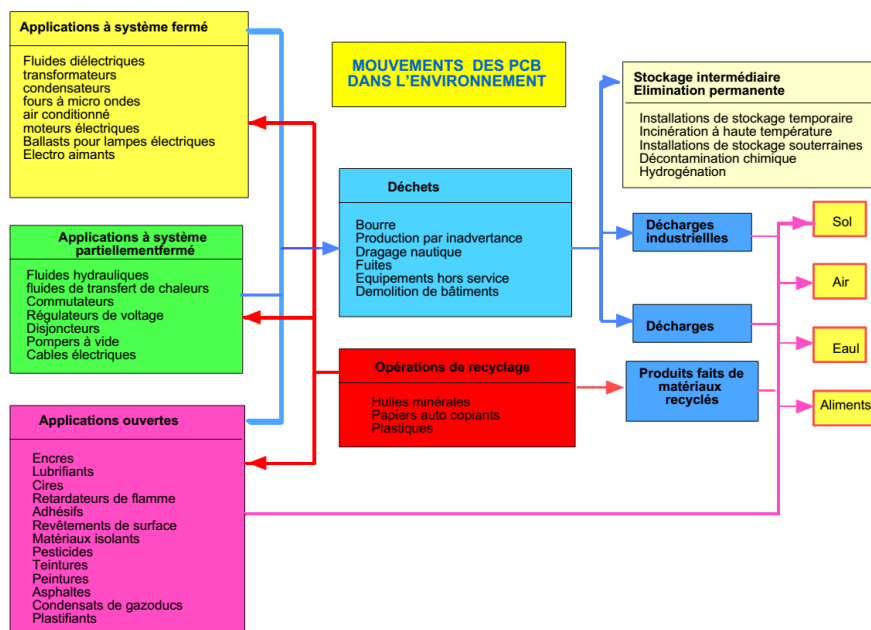 Applications à système fermé
Fluides diélectriques
transformateurs
condensateurs
fours à micro ondes
air conditionné
moteurs électriques
Ballasts pour lampes électriques
Electro aimants
MOUVEMENTS DES PCB
DANS L'ENVIRONNEMENT
Stockage intermédiaire
Elimination permanente
Installations de stockage temporaire
Incinération à haute température
Installations de stockage souterraines
Décontamination chimique
Hydrogénation
Applications à système
partiellementfermé
Fluides hydrauliques
fluides de transfert de chaleurs
Commutateurs
Régulateurs de voltage
Disjoncteurs
Pompers à vide
Cables électriques
Déchets
Bourre
Production par inadvertance
Dragage nautique
Fuites
Equipements hors service
Demolition de bâtiments
Décharges
industriellles
Décharges
Sol
Air
Eaul
Aliments
Opérations de recyclage
Huiles minérales
Papiers auto copiants
Plastiques
Produits faits de
matériaux
recyclés
Applications ouvertes
Encres
Lubrifiants
Cires
Retardateurs de flamme
Adhésifs
Revêtements de surface
Matériaux isolants
Pesticides
Teintures
Peintures
Asphaltes
Condensats de gazoducs
Plastifiants